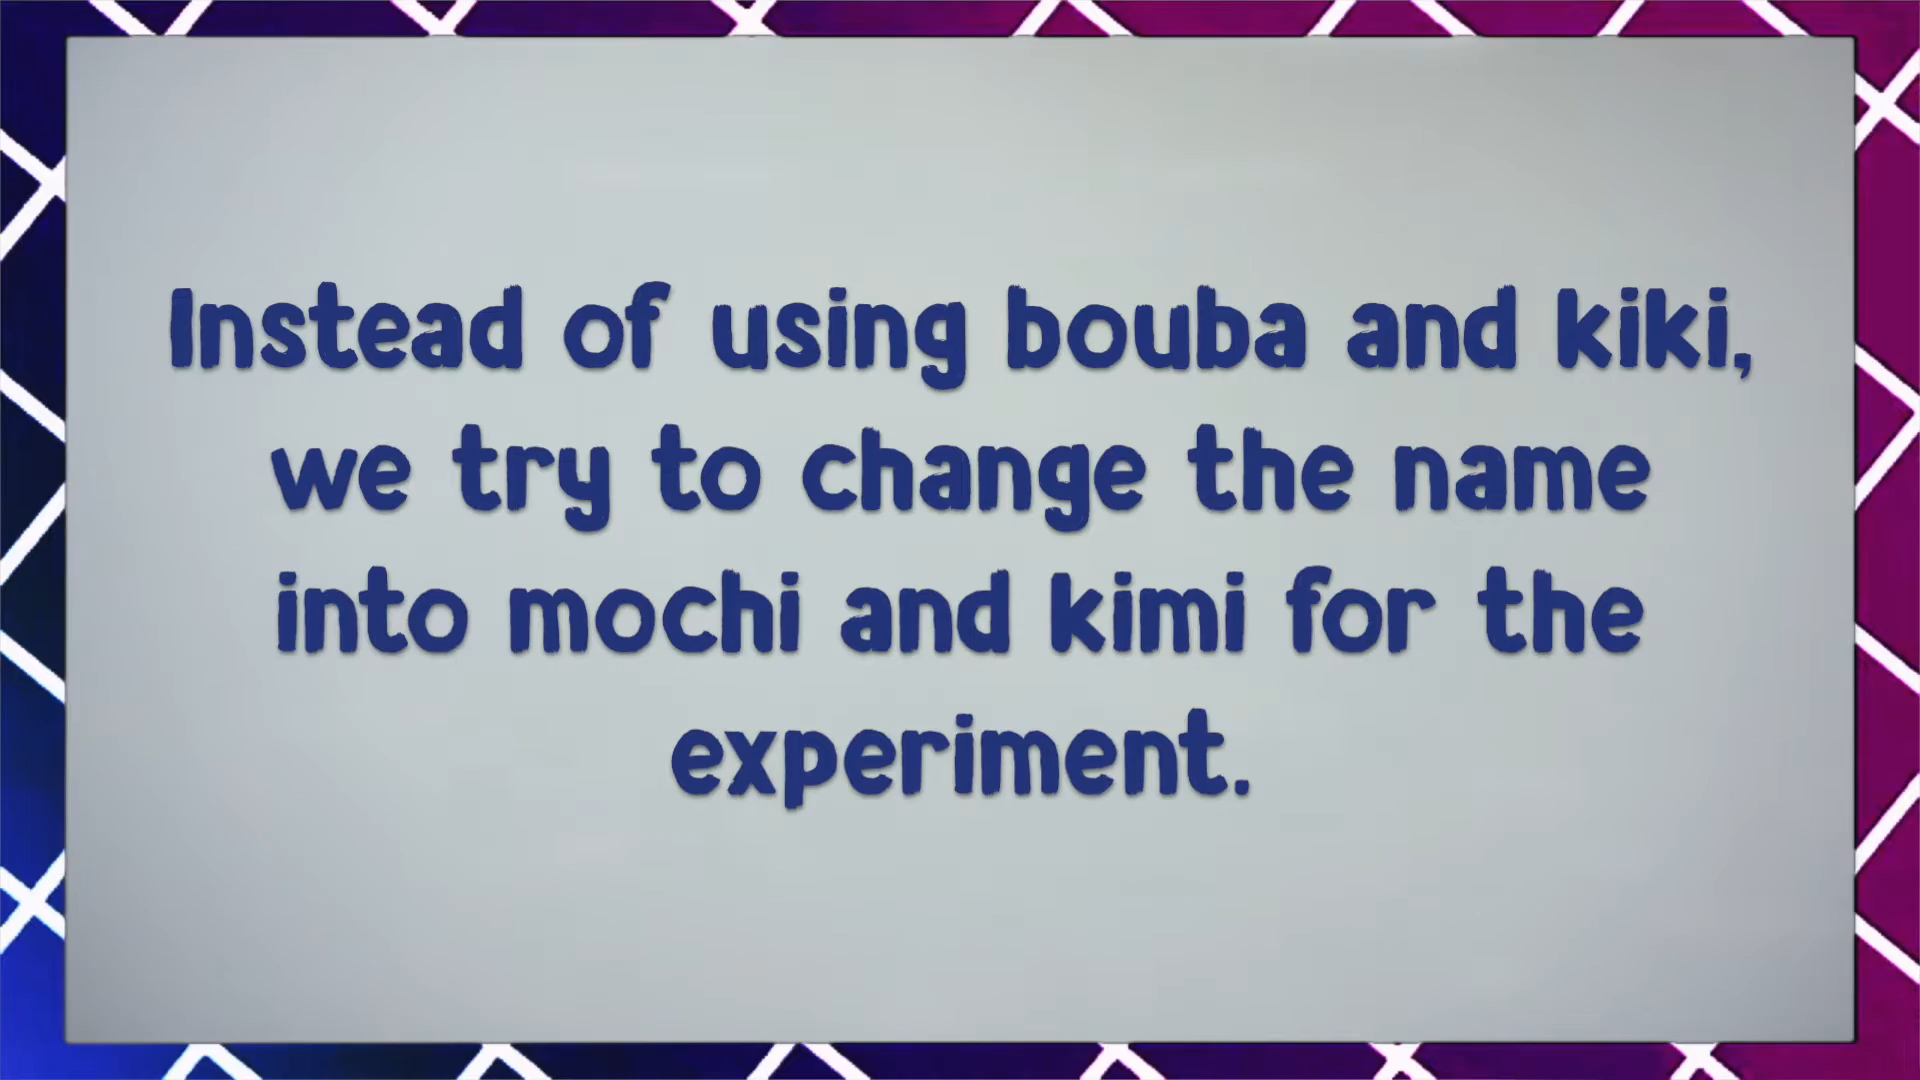 Instead of using bouba and kiki,
we try to change the name
into mochi and kimi for the
experiment.